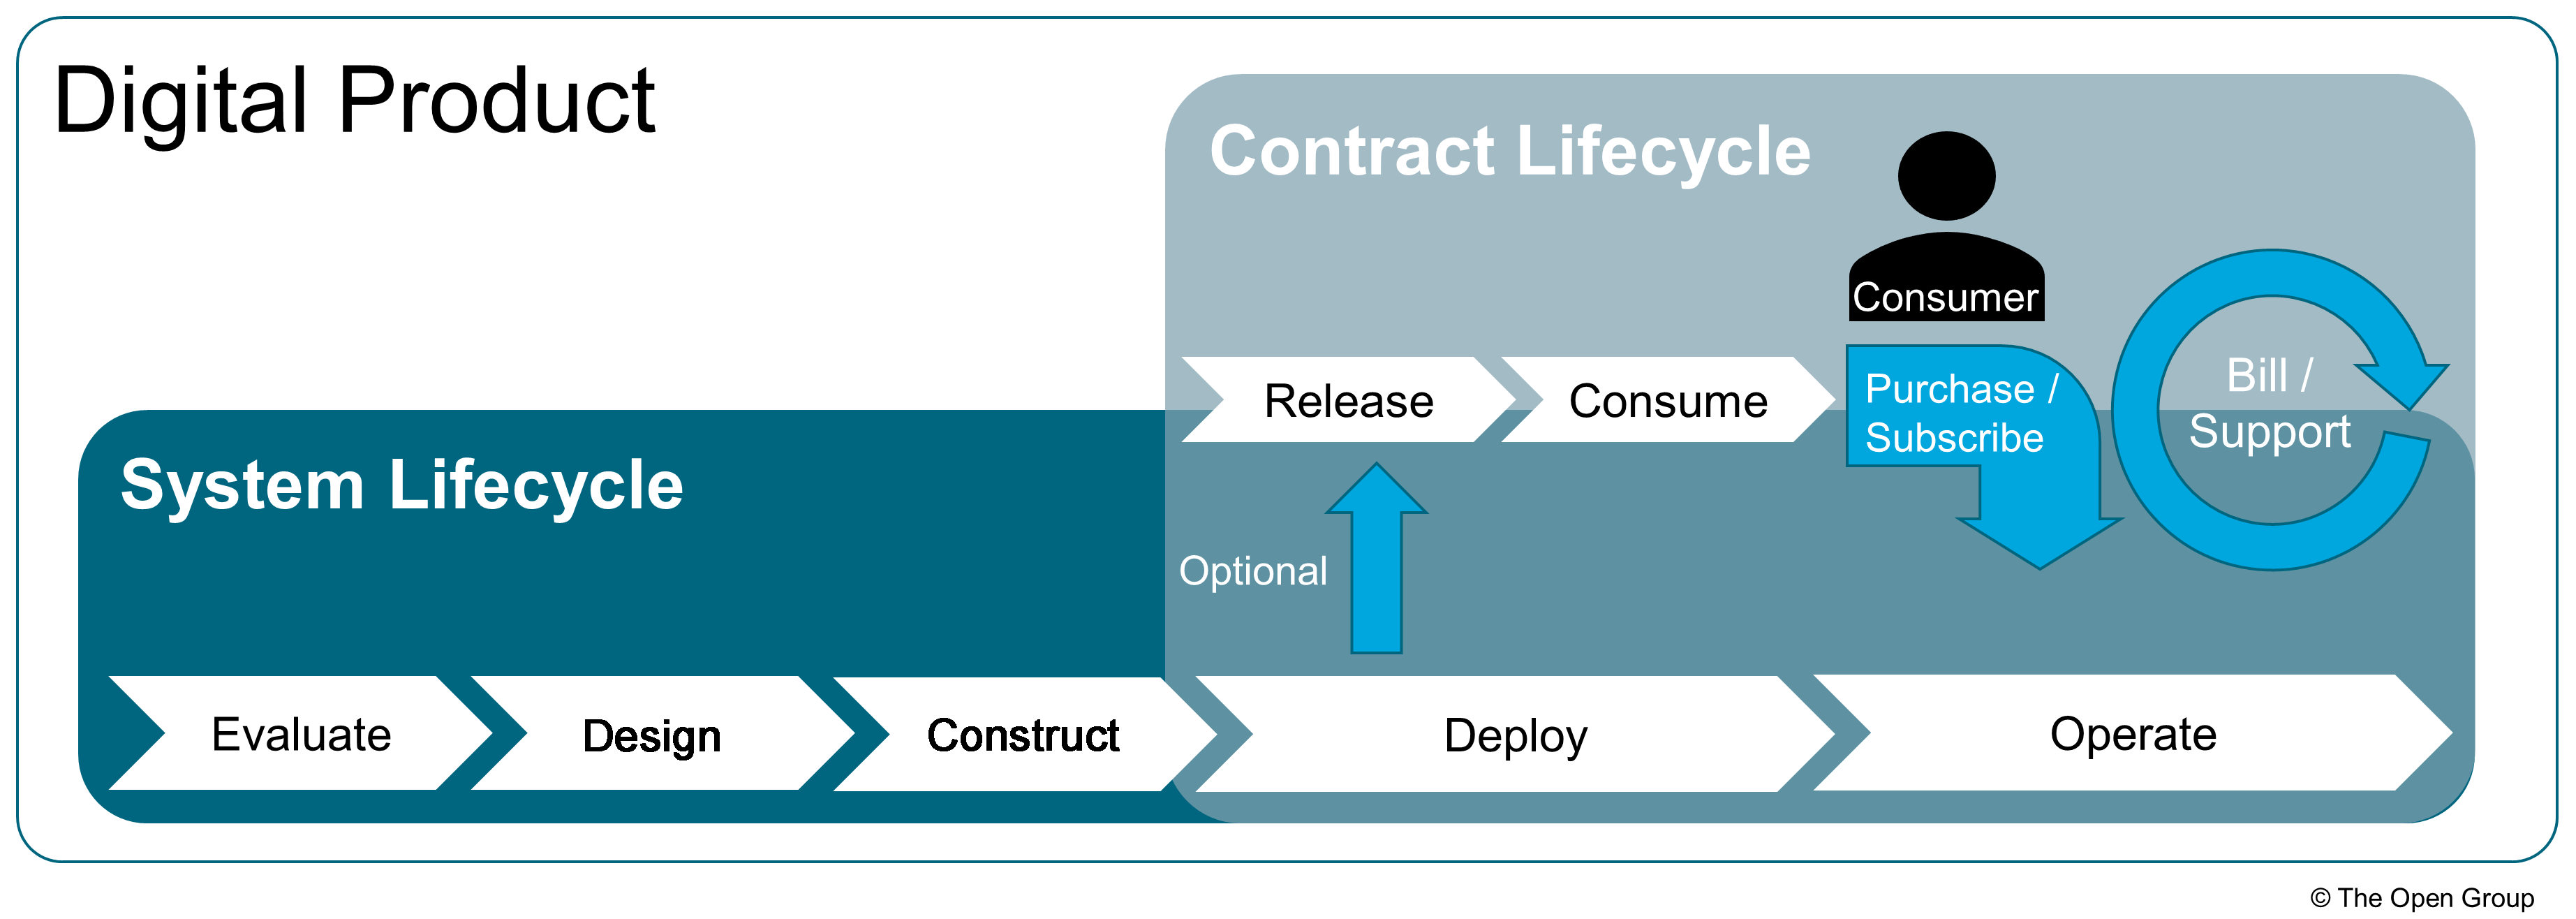 Digital Product
Contract Lifecycle
Consumer
Release
Consume
Purchase /
Subscribe
Bill /
Support
System Lifecycle
Optional
Evaluate
Design
Construct
Deploy
Operate
© The Open Group